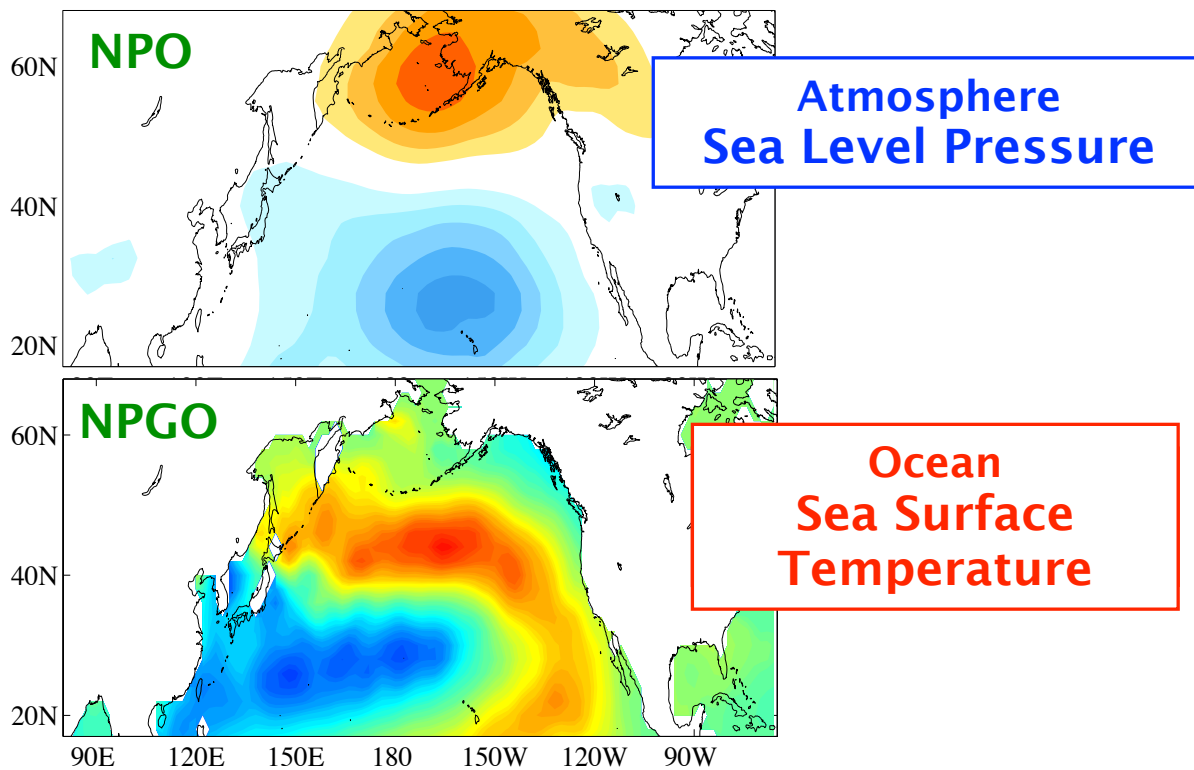 NPO
60N
40N
20N
Atmosphere
Sea Level Pressure
NPGO
60N
40N
20N
Ocean
Sea Surface
Temperature
90E 120E 150E 180 150W 120W 90W